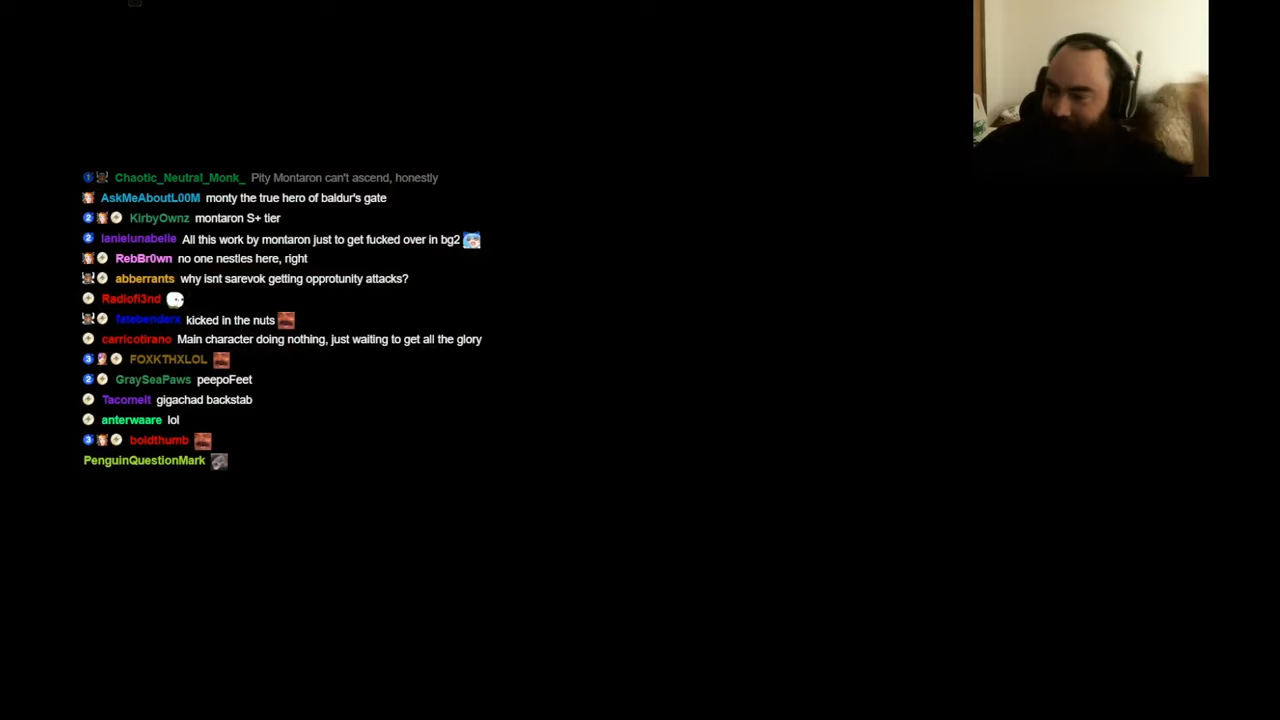 Chaotic_Neutral_Monk_ Pity Montaron can't ascend, honestly
AskMeAboutL00M monty the true hero of baldur's gate
KirbyOwnz montaron S+ tier
lanielunabelle All this work by montaron just to get fucked over in bg2
RebBr0wn no one nestles here, right
abberrants why isnt sarevok getting opprotunity attacks?
Radiofi3nd
fatebenderx kicked in the nuts
carricotirano Main character doing nothing, just waiting to get all the glory
FOXKTHXLOL
GraySeaPaws peepoFeet
Tacomelt gigachad backstab
anterwaare lol
boldthumb
PenguinQuestionMark